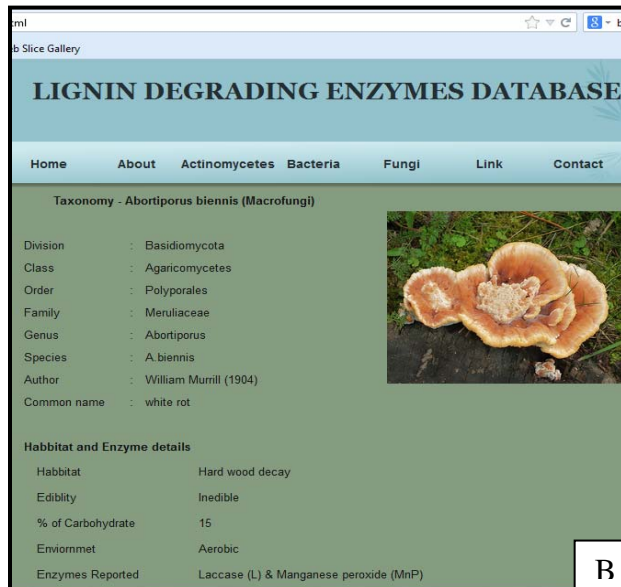 tml
eb Slice Gallery
LIGNIN DEGRADING ENZYMES DATABASE
Home About Actinomycetes Bacteria Fungi Link Contact
Taxonomy - Abortiporus biennis (Macrofungi)
Division : Basidiomycota
Class : Agaricomycetes
Order : Polyporales
Family : Meruliaceae
Genus : Abortiporus
Species : A.biennis
Author : William Murrill (1904)
Common name : white rot
Habbitat and Enzyme details
Habbitat Hard wood decay
Ediblity Inedible
% of Carbohydrate 15
Enviornmet Aerobic
Enzymes Reported Laccase (L) & Manganese peroxide (MnP)
B